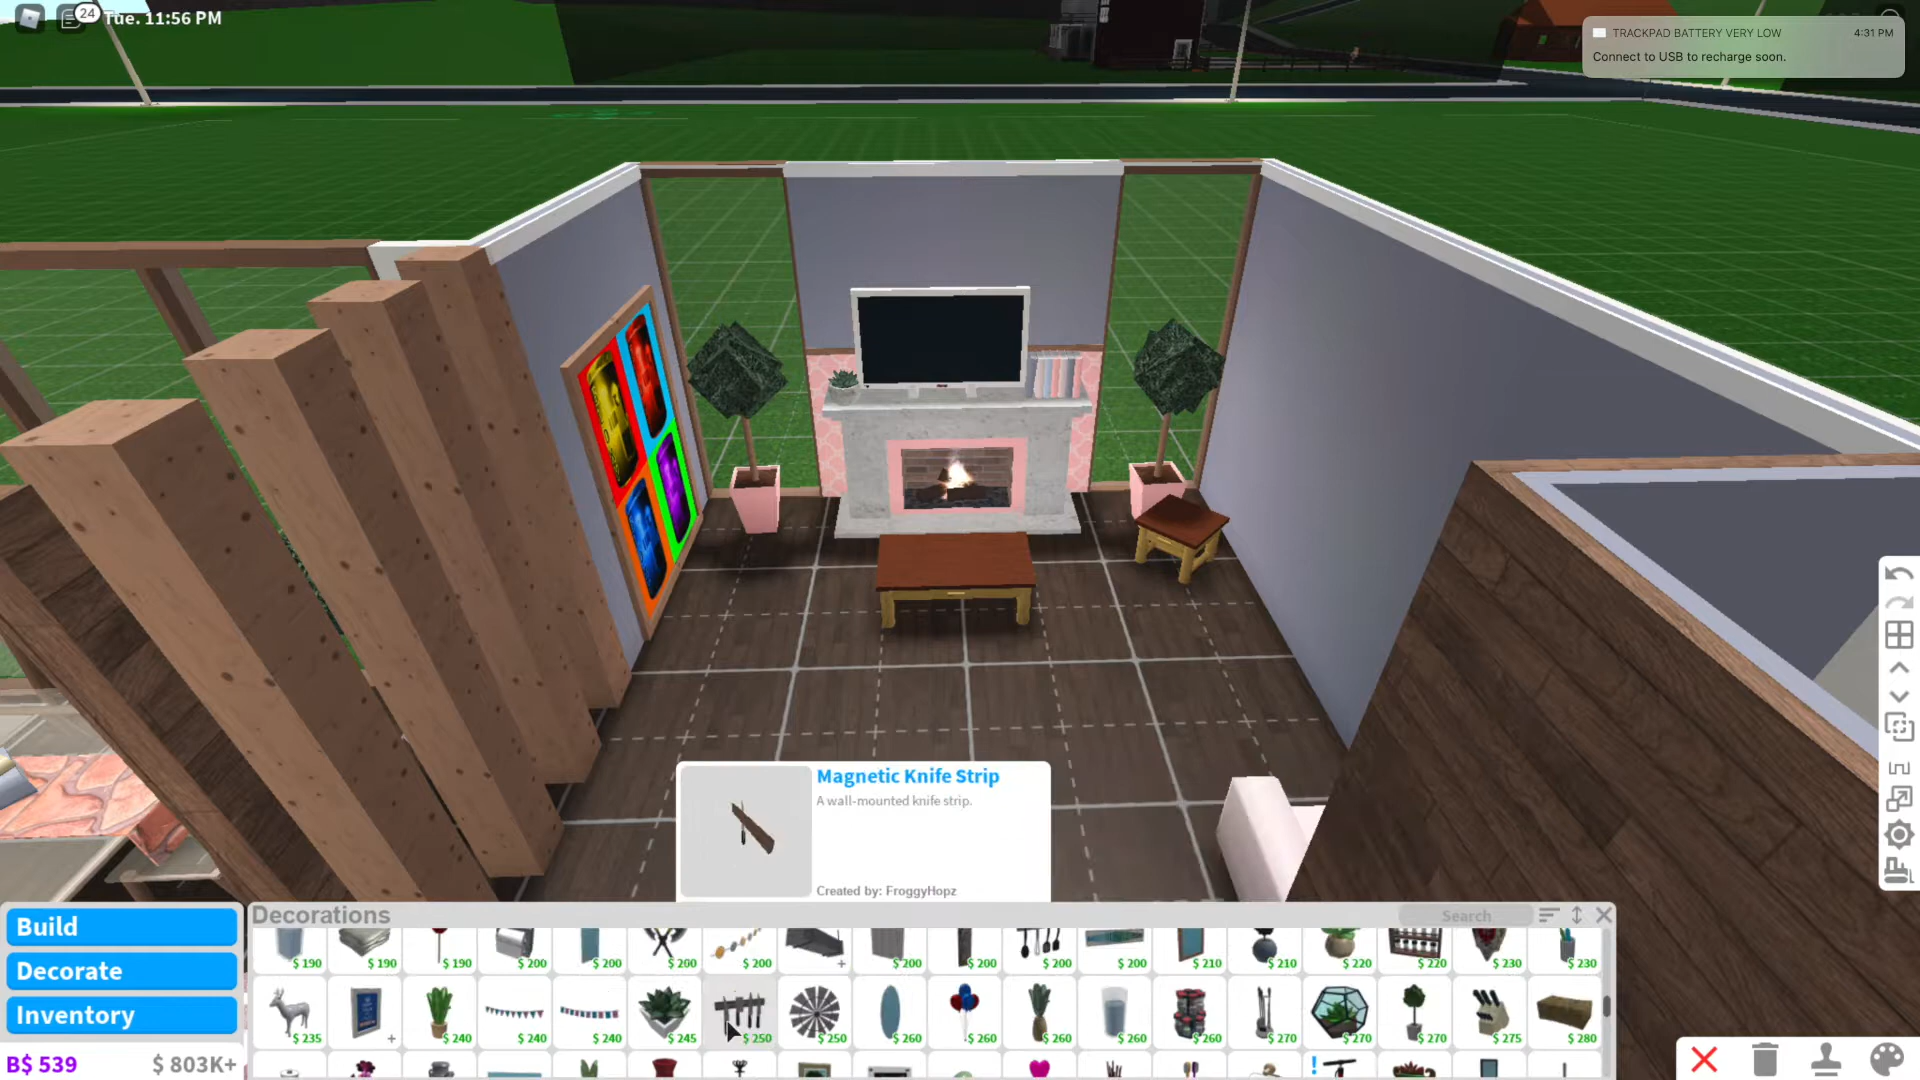 24
Tue. 11:56 PM
TRACKPAD BATTERY VERY LOW
4:31 PM
Connect to USB to recharge soon.
Magnetic Knife Strip
A wall-mounted knife strip.
Created by: FroggyHopz
Build
Decorate
Inventory
B$ 539
$ 803K+
Decorations
Search
$ 190 $ 190 $ 190 $ 200 $ 200 $ 200 $ 200 + $ 200 $ 200 $ 200 $ 200 $ 210 $ 210 $ 220 $ 220 $ 230 $ 230
$ 235 + $ 240 $ 240 $ 240 $ 245 $ 250 $ 250 $ 260 $ 260 $ 260 $ 260 $ 260 $ 270 $ 270 $ 270 $ 275 $ 280
!